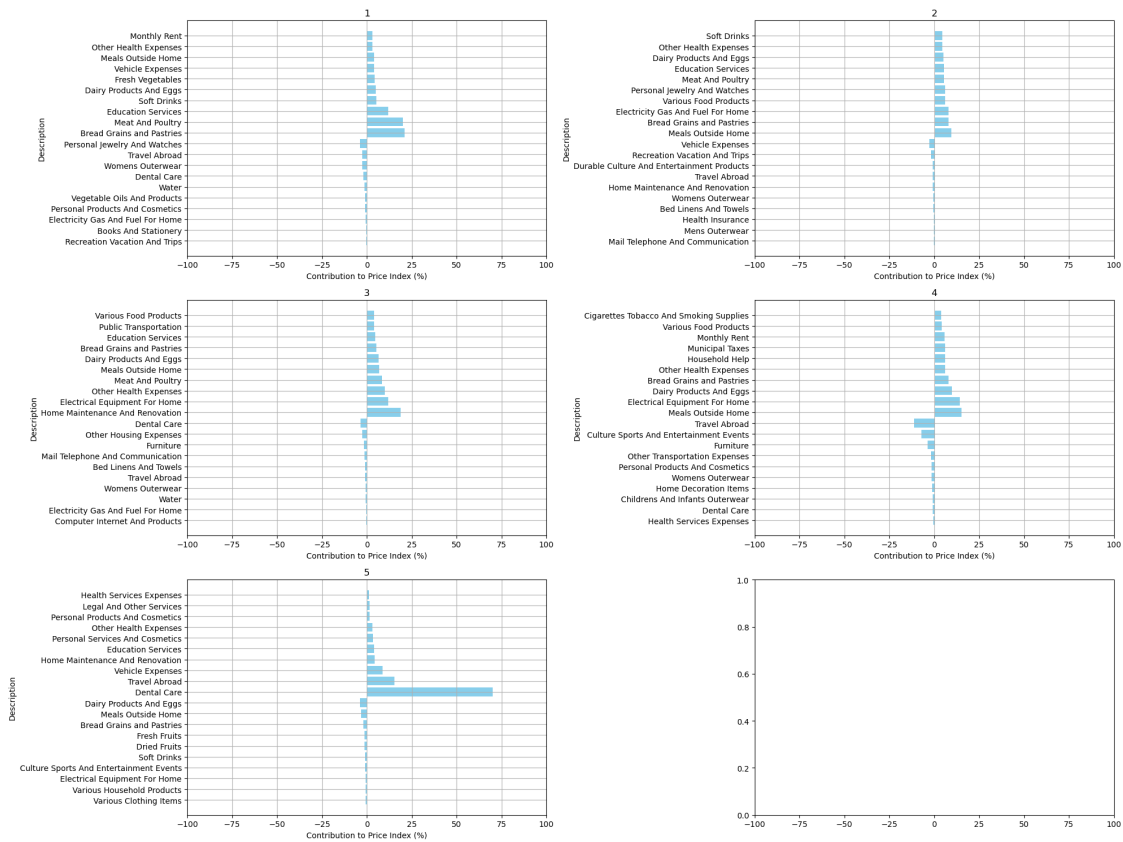 1
Description
Monthly Rent
Other Health Expenses
Meals Outside Home
Vehicle Expenses
Fresh Vegetables
Dairy Products And Eggs
Soft Drinks
Education Services
Meat And Poultry
Bread Grains and Pastries
Personal Jewelry And Watches
Travel Abroad
Womens Outerwear
Dental Care
Water
Vegetable Oils And Products
Personal Products And Cosmetics
Electricity Gas And Fuel For Home
Books And Stationery
Recreation Vacation And Trips
−100 −75 −50 −25 0 25 50 75 100
Contribution to Price Index (%)
2
Description
Soft Drinks
Other Health Expenses
Dairy Products And Eggs
Education Services
Meat And Poultry
Personal Jewelry And Watches
Various Food Products
Electricity Gas And Fuel For Home
Bread Grains and Pastries
Meals Outside Home
Vehicle Expenses
Recreation Vacation And Trips
Durable Culture And Entertainment Products
Travel Abroad
Home Maintenance And Renovation
Womens Outerwear
Bed Linens And Towels
Health Insurance
Mens Outerwear
Mail Telephone And Communication
−100 −75 −50 −25 0 25 50 75 100
Contribution to Price Index (%)
3
Description
Various Food Products
Public Transportation
Education Services
Bread Grains and Pastries
Dairy Products And Eggs
Meals Outside Home
Meat And Poultry
Other Health Expenses
Electrical Equipment For Home
Home Maintenance And Renovation
Dental Care
Other Housing Expenses
Furniture
Mail Telephone And Communication
Bed Linens And Towels
Travel Abroad
Womens Outerwear
Water
Electricity Gas And Fuel For Home
Computer Internet And Products
−100 −75 −50 −25 0 25 50 75 100
Contribution to Price Index (%)
4
Description
Cigarettes Tobacco And Smoking Supplies
Various Food Products
Monthly Rent
Municipal Taxes
Household Help
Other Health Expenses
Bread Grains and Pastries
Dairy Products And Eggs
Electrical Equipment For Home
Meals Outside Home
Travel Abroad
Culture Sports And Entertainment Events
Furniture
Other Transportation Expenses
Personal Products And Cosmetics
Womens Outerwear
Home Decoration Items
Childrens And Infants Outerwear
Dental Care
Health Services Expenses
−100 −75 −50 −25 0 25 50 75 100
Contribution to Price Index (%)
5
Description
Health Services Expenses
Legal And Other Services
Personal Products And Cosmetics
Other Health Expenses
Personal Services And Cosmetics
Education Services
Home Maintenance And Renovation
Vehicle Expenses
Travel Abroad
Dental Care
Dairy Products And Eggs
Meals Outside Home
Bread Grains and Pastries
Fresh Fruits
Dried Fruits
Soft Drinks
Culture Sports And Entertainment Events
Electrical Equipment For Home
Various Household Products
Various Clothing Items
−100 −75 −50 −25 0 25 50 75 100
Contribution to Price Index (%)
1.0
0.8
0.6
0.4
0.2
0.0
−100 −75 −50 −25 0 25 50 75 100